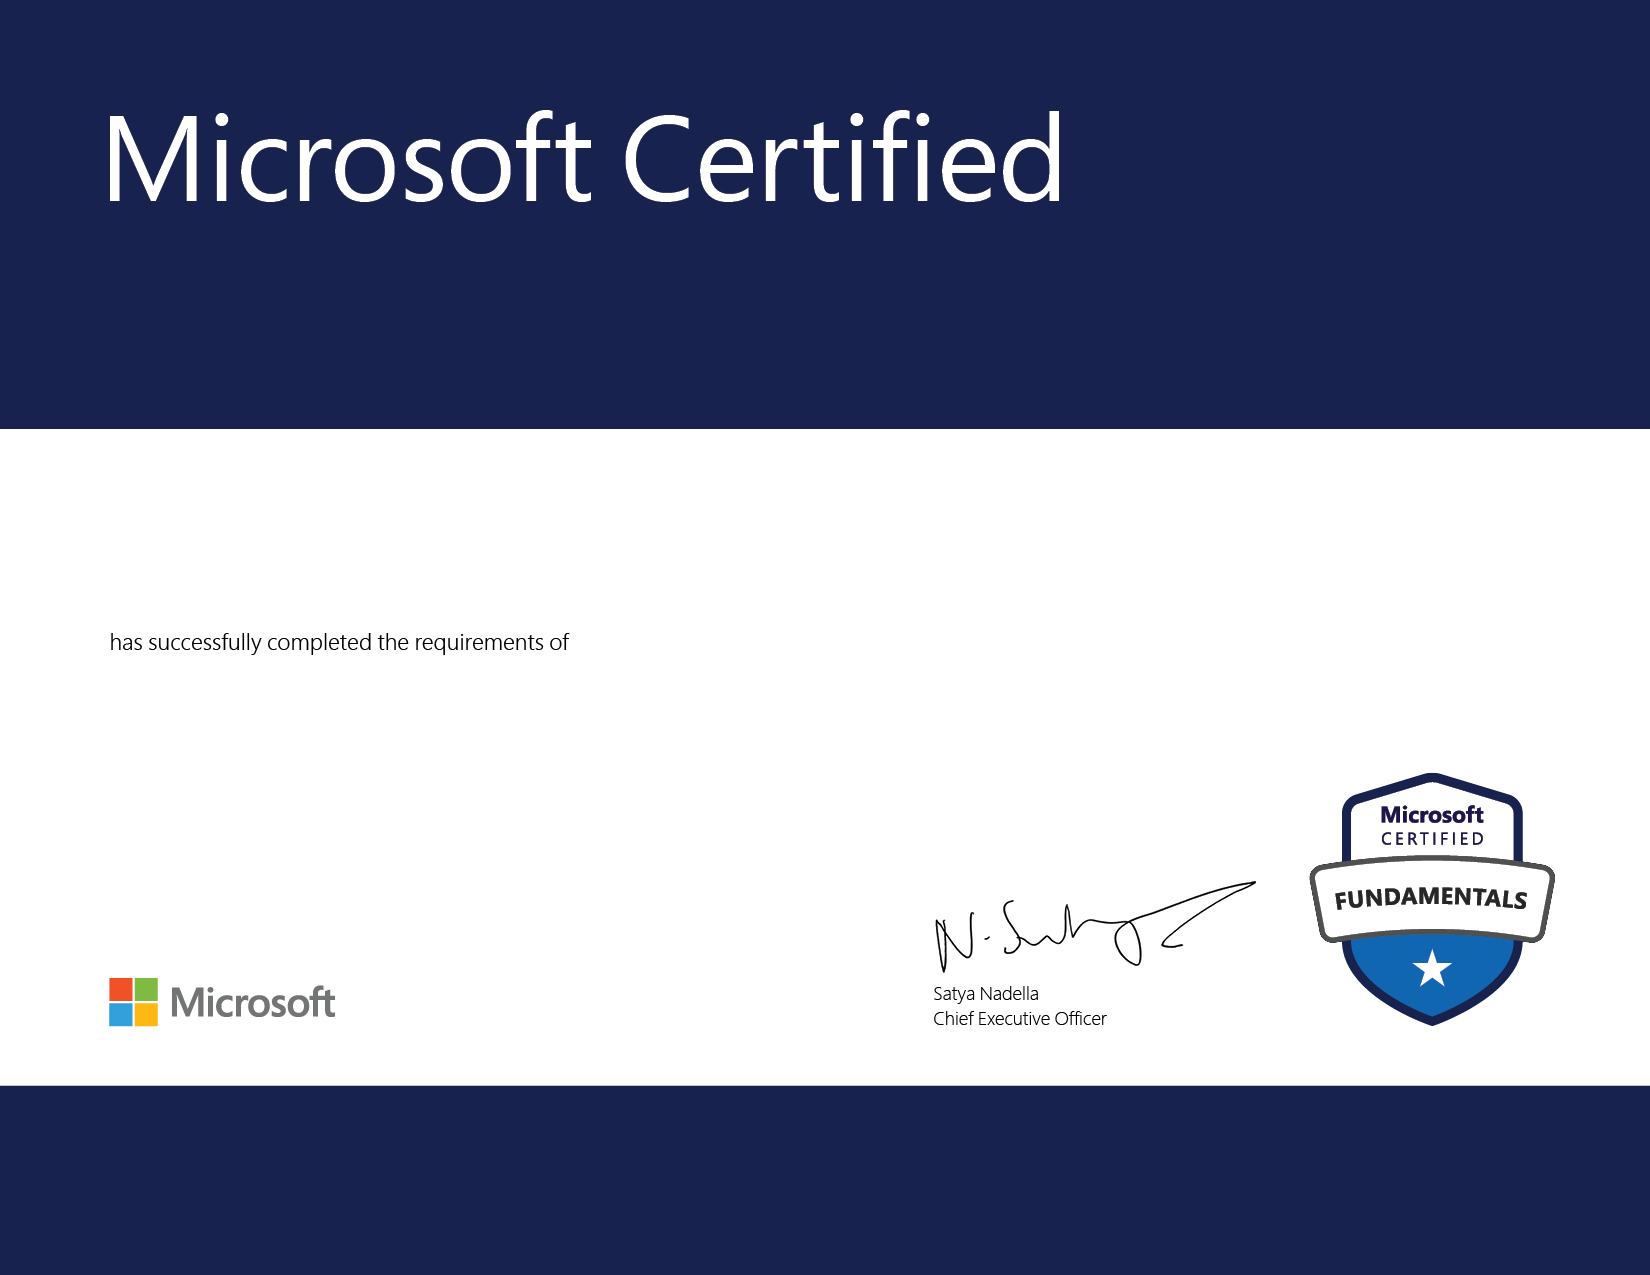 Microsoft Certified
has successfully completed the requirements of
Microsoft
CERTIFIED
FUNDAMENTALS
Satya Nadella
Chief Executive Officer
Microsoft